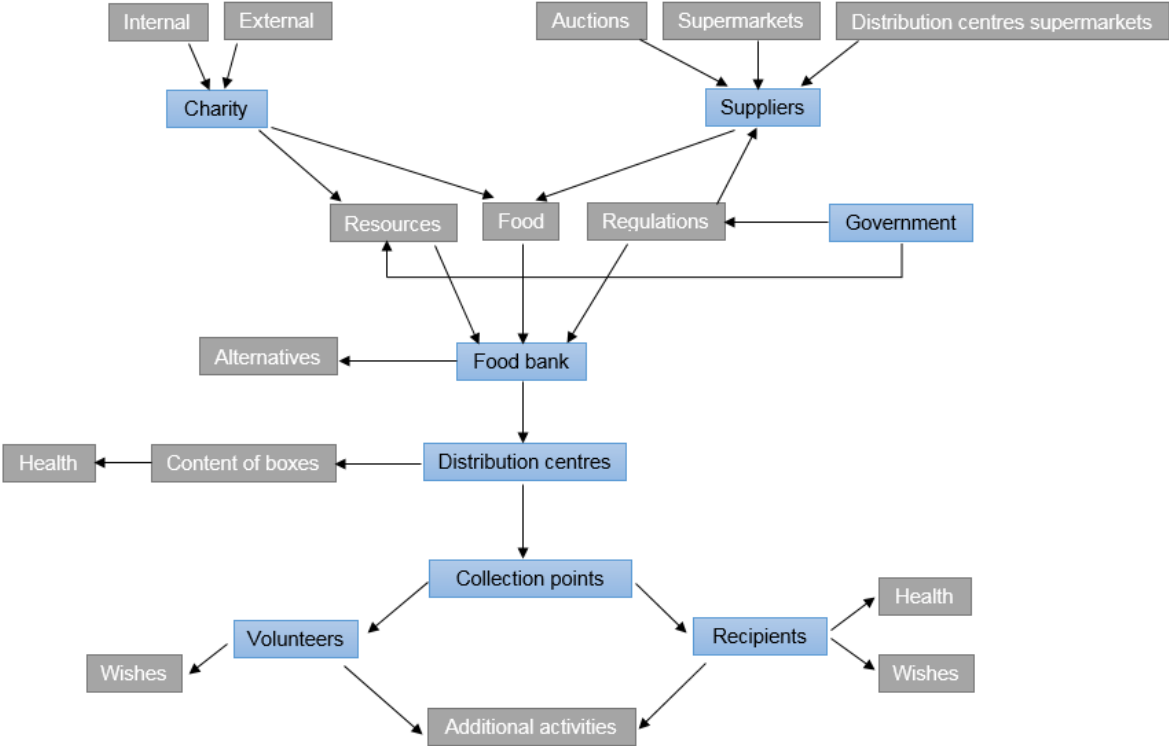 Internal
External
Auctions
Supermarkets
Distribution centres supermarkets
Charity
Suppliers
Resources
Food
Regulations
Government
Alternatives
Food bank
Health
Content of boxes
Distribution centres
Collection points
Health
Volunteers
Recipients
Wishes
Wishes
Additional activities